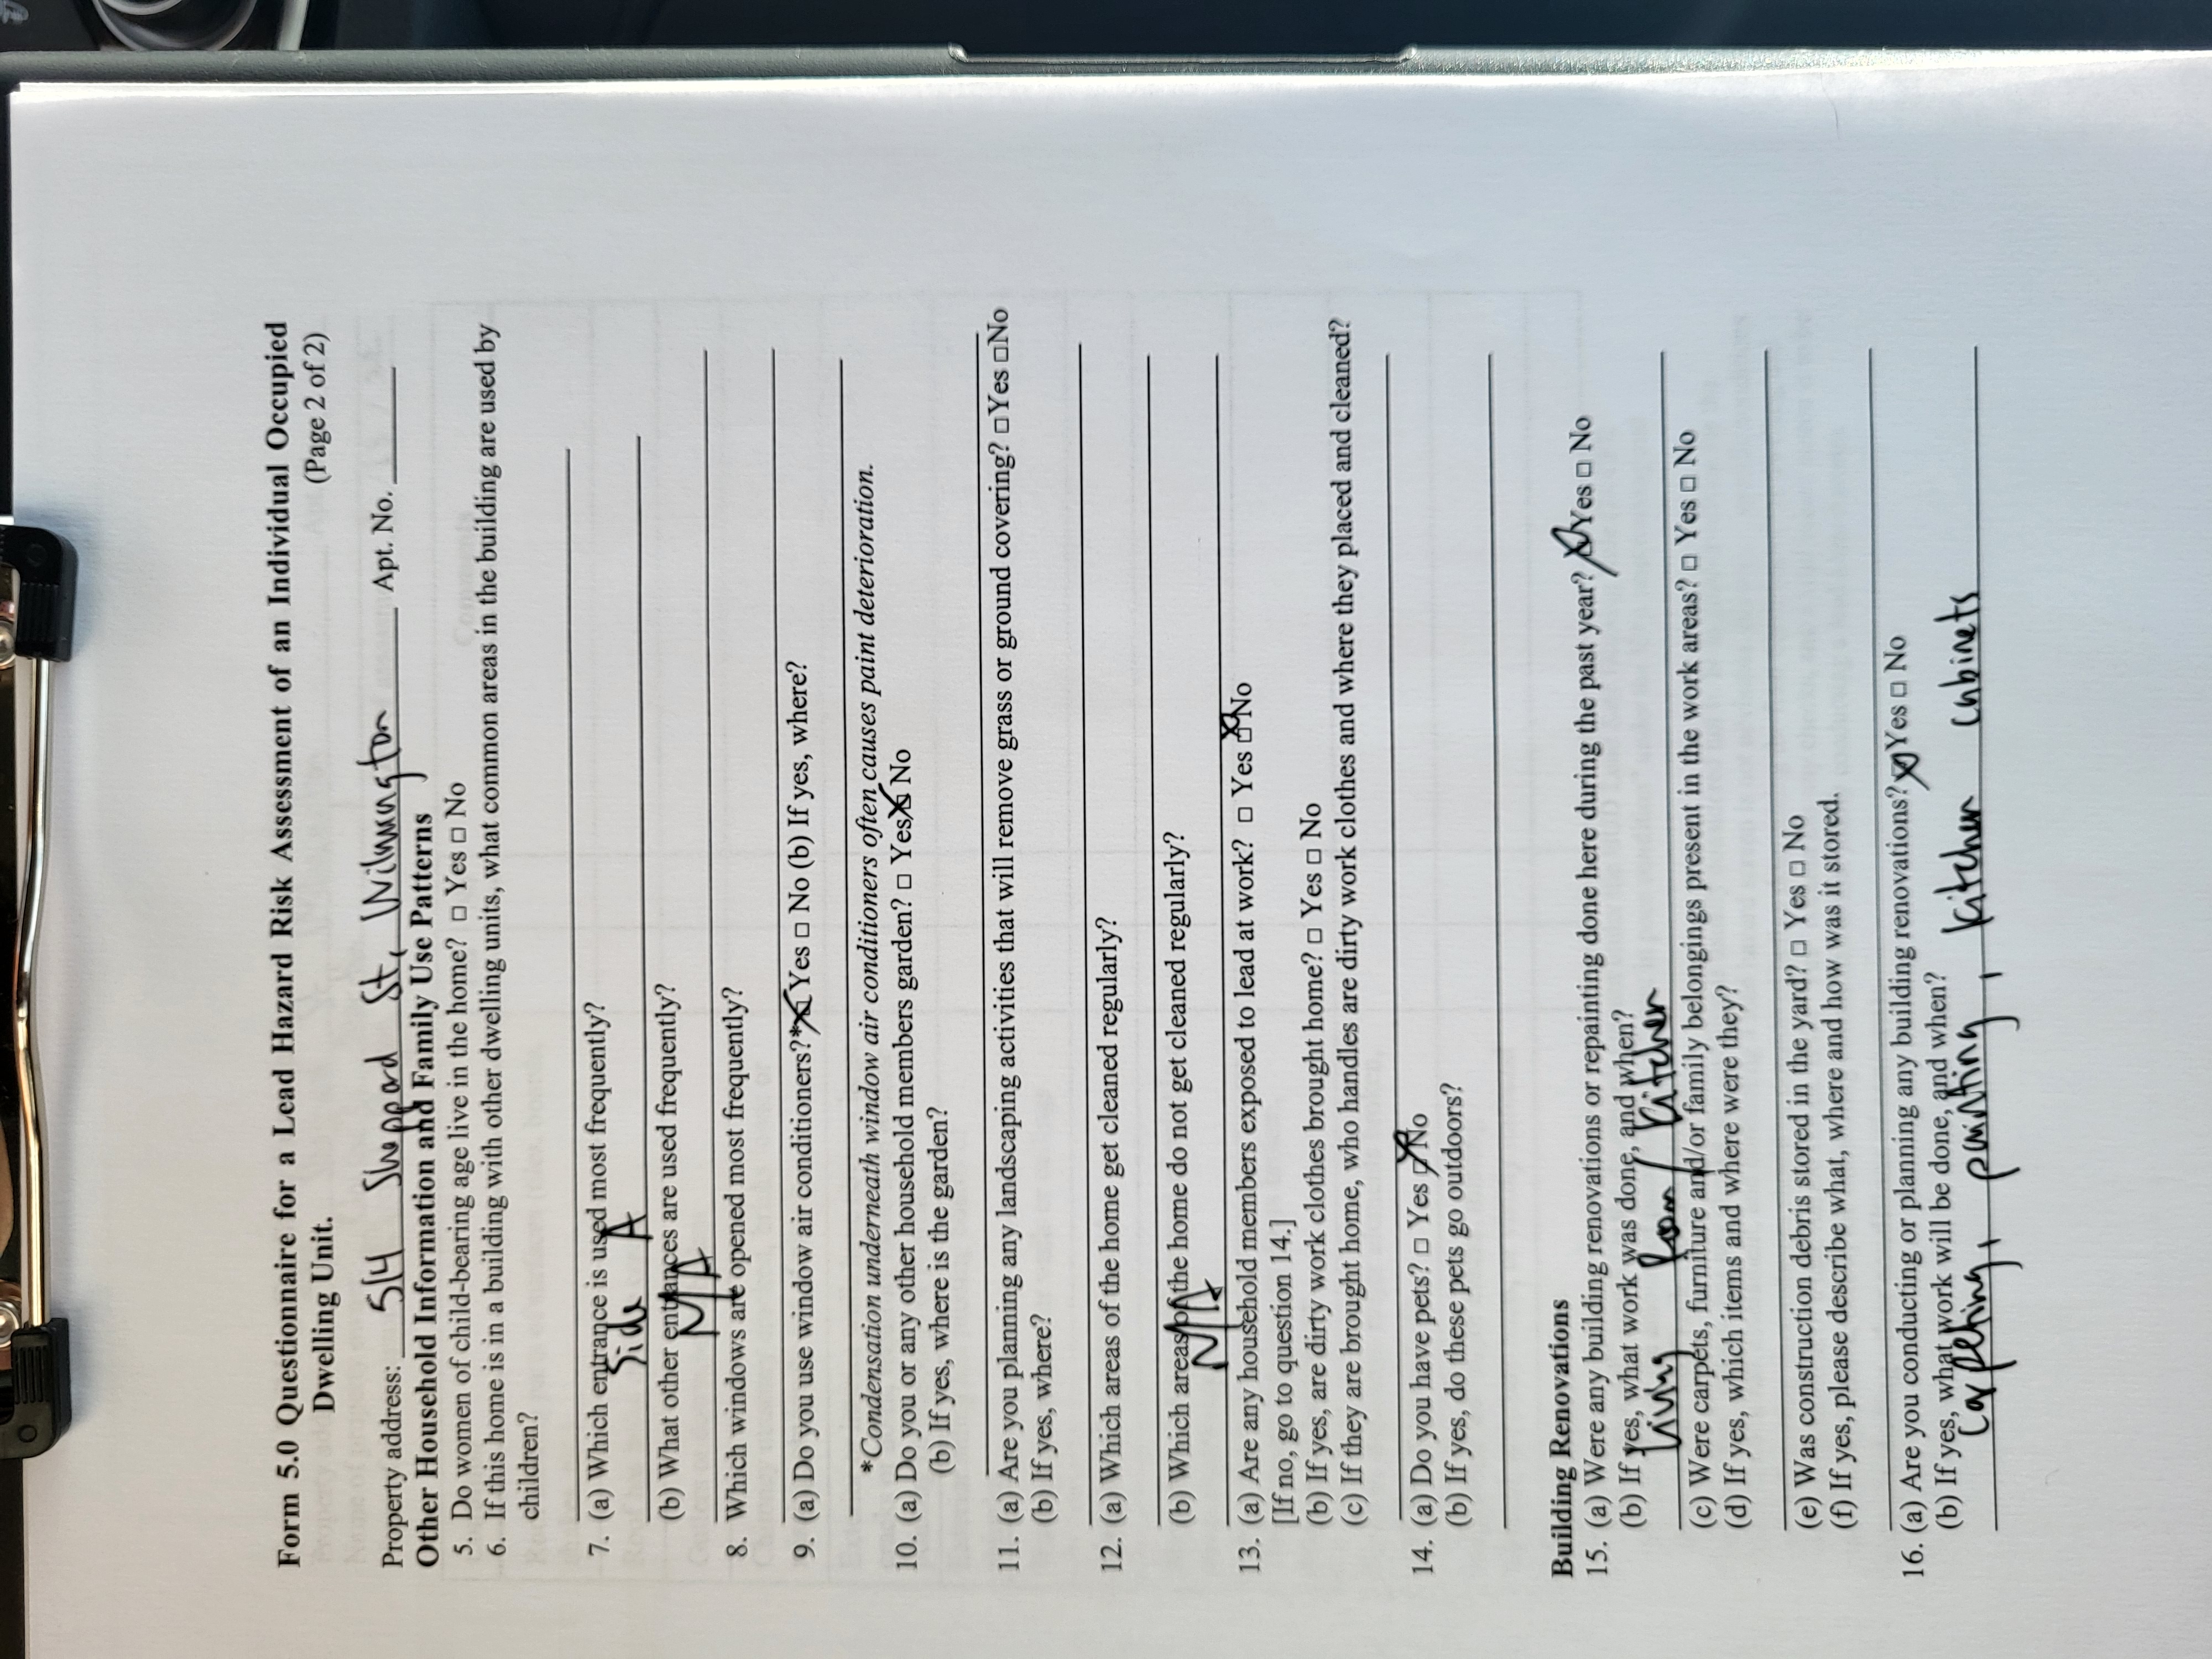 Form 5.0 Questionnaire for a Lead Hazard Risk Assessment of an Individual Occupied
Dwelling Unit. (Page 2 of 2)
Property address: 514 Sheppard St, Wilmington Apt. No. ______
Other Household Information and Family Use Patterns
5. Do women of child-bearing age live in the home? □ Yes □ No
6. If this home is in a building with other dwelling units, what common areas in the building are used by
children?
7. (a) Which entrance is used most frequently?
Side A
(b) What other entrances are used frequently?
N/A
8. Which windows are opened most frequently?
9. (a) Do you use window air conditioners?* ☒ Yes □ No (b) If yes, where?
*Condensation underneath window air conditioners often causes paint deterioration.
10. (a) Do you or any other household members garden? □ Yes ☒ No
(b) If yes, where is the garden?
11. (a) Are you planning any landscaping activities that will remove grass or ground covering? □Yes □No
(b) If yes, where?
12. (a) Which areas of the home get cleaned regularly?
(b) Which areas of the home do not get cleaned regularly?
N/A
13. (a) Are any household members exposed to lead at work? □ Yes ☒ No
[If no, go to question 14.]
(b) If yes, are dirty work clothes brought home? □ Yes □ No
(c) If they are brought home, who handles are dirty work clothes and where they placed and cleaned?
14. (a) Do you have pets? □ Yes ☒ No
(b) If yes, do these pets go outdoors?
Building Renovations
15. (a) Were any building renovations or repainting done here during the past year? ☒ Yes □ No
(b) If yes, what work was done, and when?
Living Room / Kitchen
(c) Were carpets, furniture and/or family belongings present in the work areas? □ Yes □ No
(d) If yes, which items and where were they?
(e) Was construction debris stored in the yard? □ Yes □ No
(f) If yes, please describe what, where and how was it stored.
16. (a) Are you conducting or planning any building renovations? ☒ Yes □ No
(b) If yes, what work will be done, and when?
Carpeting, painting, kitchen cabinets